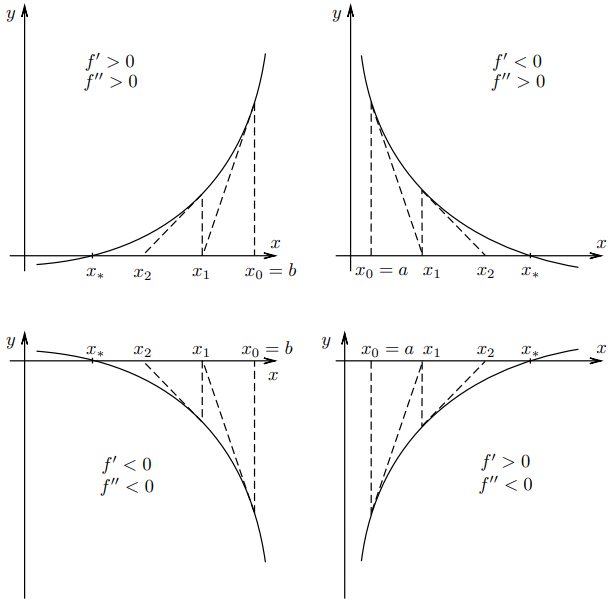 y
f′ > 0
f″ > 0
x
x* x₂ x₁ x₀ = b
y
f′ < 0
f″ > 0
x
x₀ = a x₁ x₂ x*
y
x* x₂ x₁ x₀ = b
x
f′ < 0
f″ < 0
y
x₀ = a x₁ x₂ x* x
f′ > 0
f″ < 0